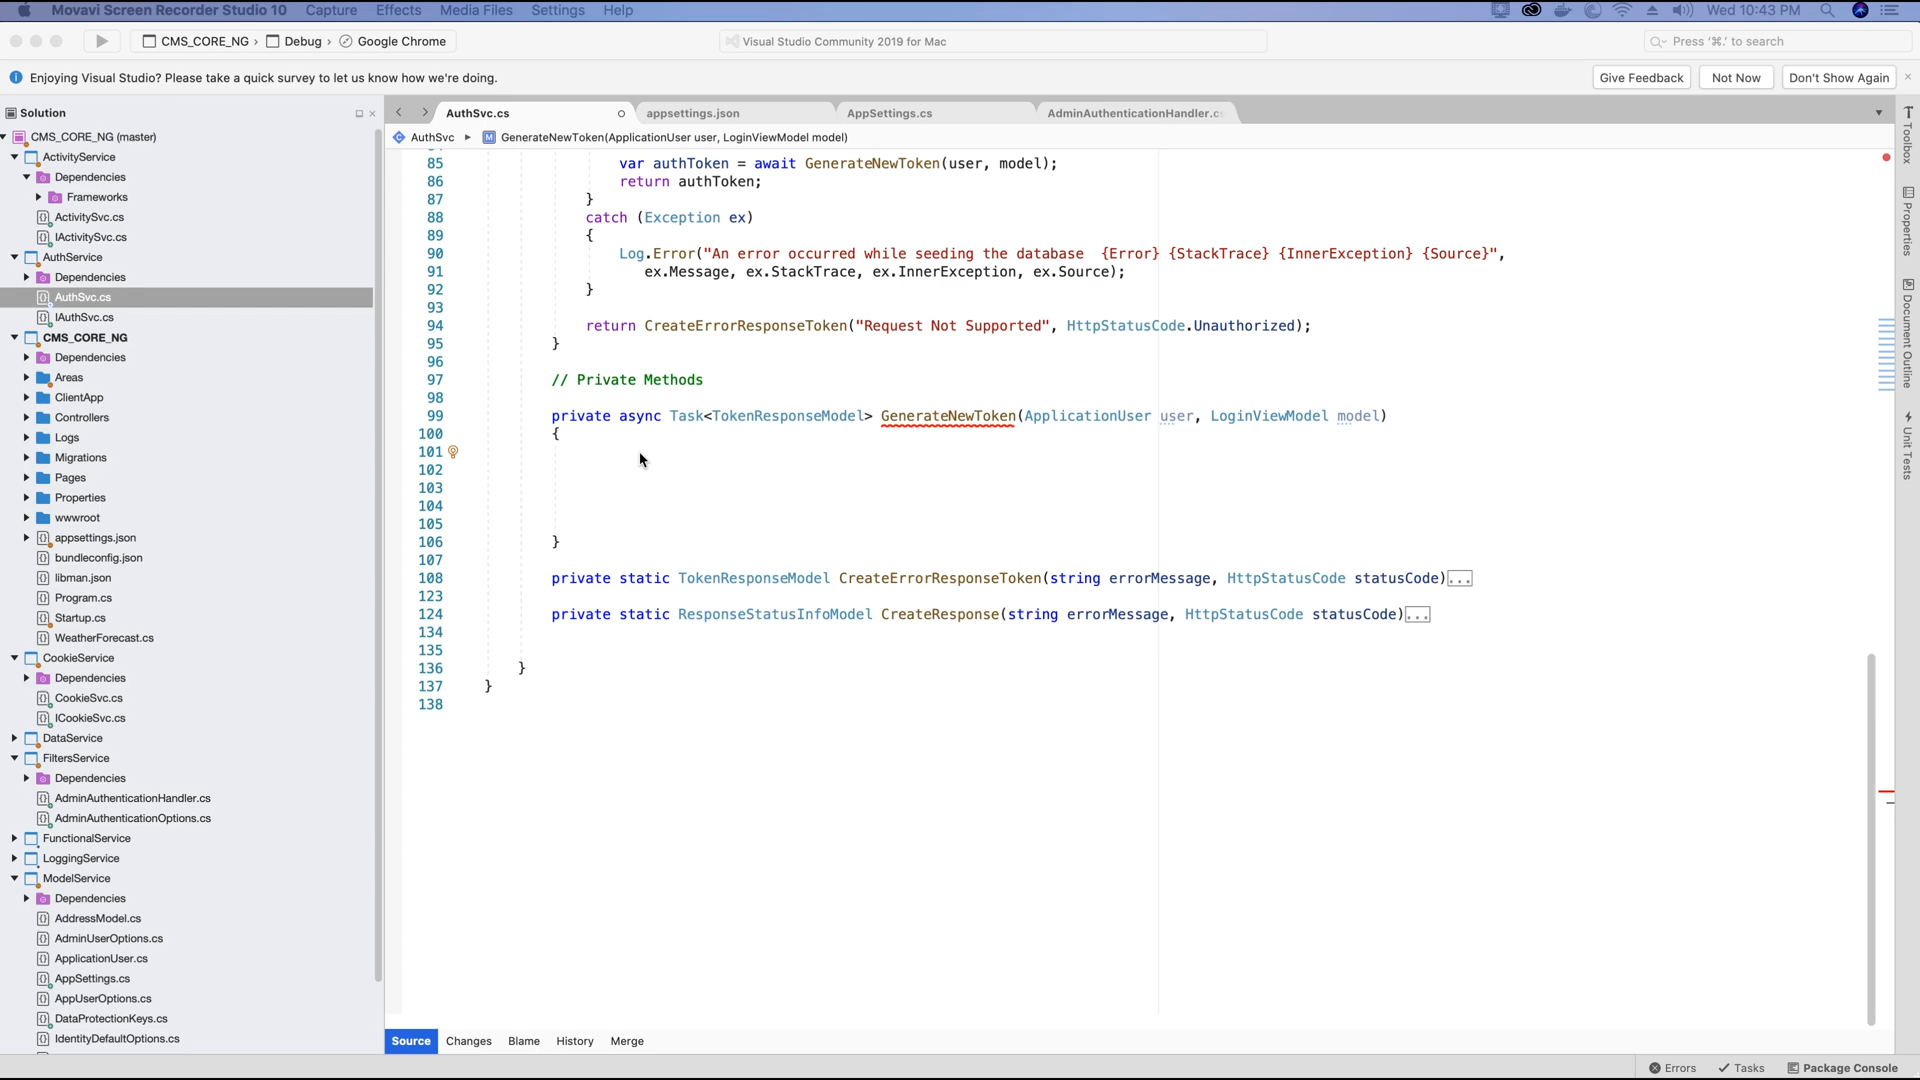 Movavi Screen Recorder Studio 10 Capture Effects Media Files Settings Help Wed 10:43 PM
CMS_CORE_NG › Debug › Google Chrome
Visual Studio Community 2019 for Mac
Press '⌘.' to search
Enjoying Visual Studio? Please take a quick survey to let us know how we're doing.
Give Feedback Not Now Don't Show Again
Solution
CMS_CORE_NG (master)
ActivityService
Dependencies
Frameworks
ActivitySvc.cs
IActivitySvc.cs
AuthService
Dependencies
AuthSvc.cs
IAuthSvc.cs
CMS_CORE_NG
Dependencies
Areas
ClientApp
Controllers
Logs
Migrations
Pages
Properties
wwwroot
appsettings.json
bundleconfig.json
libman.json
Program.cs
Startup.cs
WeatherForecast.cs
CookieService
Dependencies
CookieSvc.cs
ICookieSvc.cs
DataService
FiltersService
Dependencies
AdminAuthenticationHandler.cs
AdminAuthenticationOptions.cs
FunctionalService
LoggingService
ModelService
Dependencies
AddressModel.cs
AdminUserOptions.cs
ApplicationUser.cs
AppSettings.cs
AppUserOptions.cs
DataProtectionKeys.cs
IdentityDefaultOptions.cs
AuthSvc.cs appsettings.json AppSettings.cs AdminAuthenticationHandler.cs
AuthSvc GenerateNewToken(ApplicationUser user, LoginViewModel model)
85 var authToken = await GenerateNewToken(user, model);
86 return authToken;
87 }
88 catch (Exception ex)
89 {
90 Log.Error("An error occurred while seeding the database  {Error} {StackTrace} {InnerException} {Source}",
91 ex.Message, ex.StackTrace, ex.InnerException, ex.Source);
92 }
93
94 return CreateErrorResponseToken("Request Not Supported", HttpStatusCode.Unauthorized);
95 }
96
97 // Private Methods
98
99 private async Task<TokenResponseModel> GenerateNewToken(ApplicationUser user, LoginViewModel model)
100 {
101
102
103
104
105
106 }
107
108 private static TokenResponseModel CreateErrorResponseToken(string errorMessage, HttpStatusCode statusCode)...
123
124 private static ResponseStatusInfoModel CreateResponse(string errorMessage, HttpStatusCode statusCode)...
134
135
136 }
137 }
138
Source Changes Blame History Merge
Toolbox
Properties
Document Outline
Unit Tests
Errors Tasks Package Console